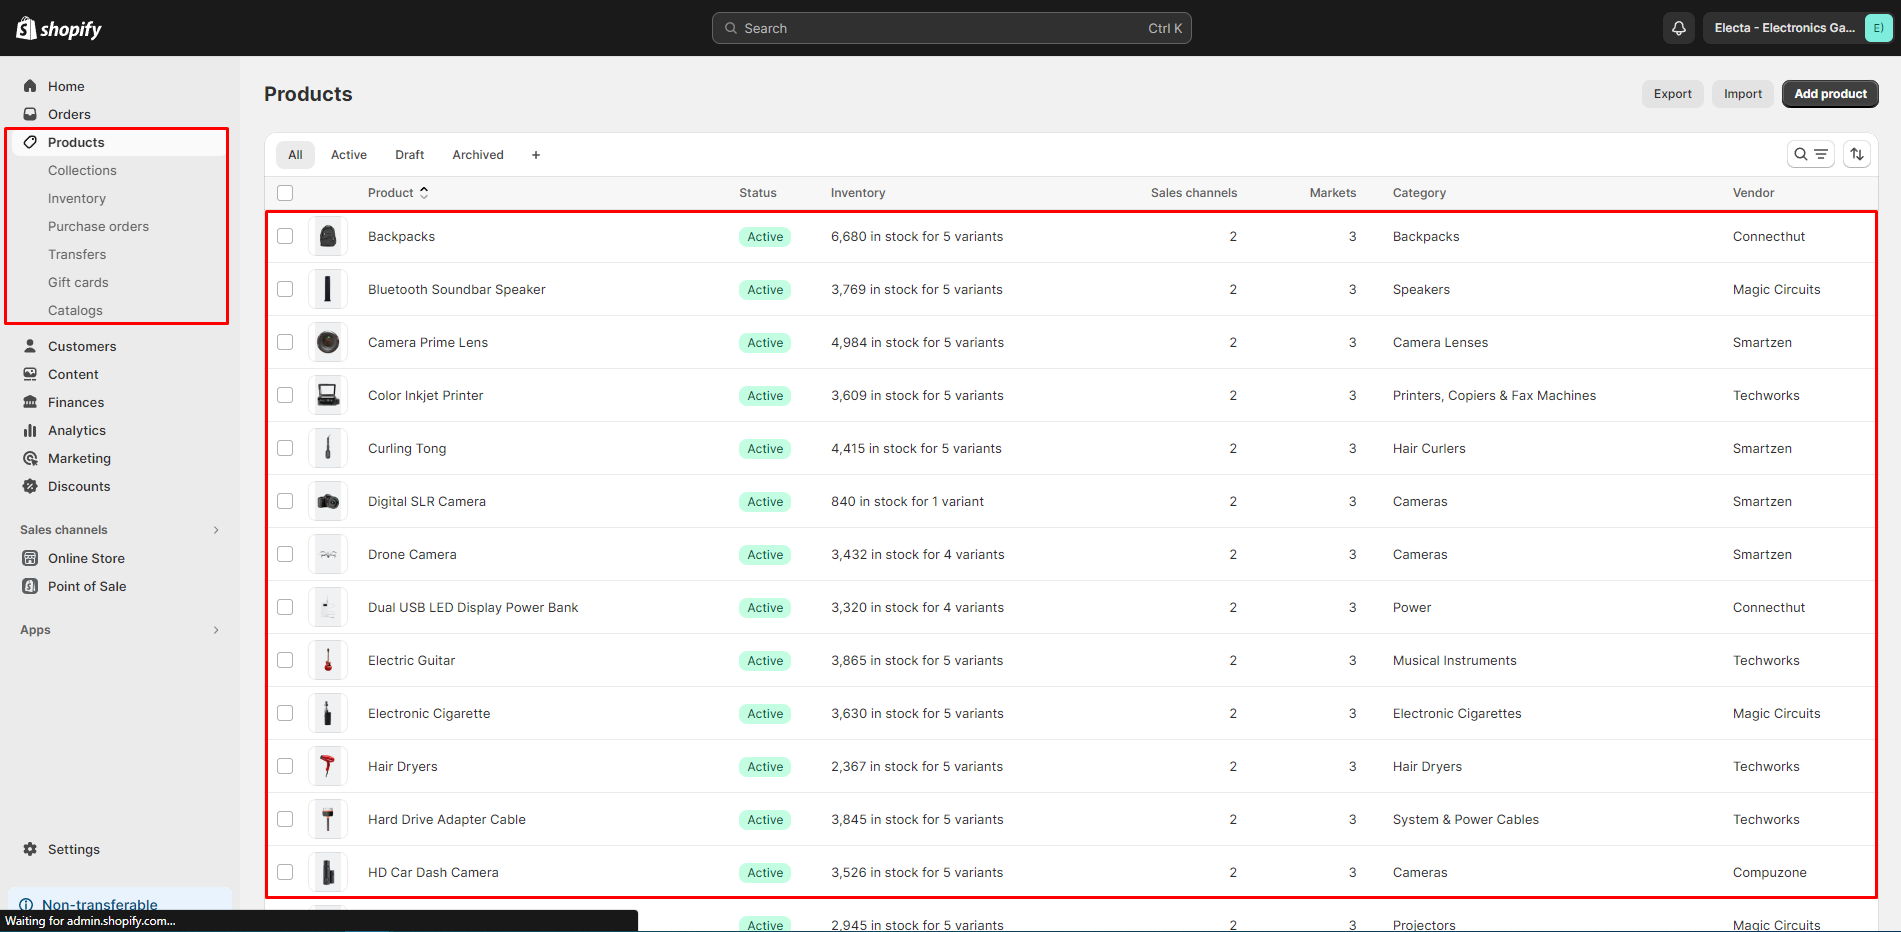 shopify
Search Ctrl K
Electa - Electronics Ga... E)
Home
Orders
Products
Collections
Inventory
Purchase orders
Transfers
Gift cards
Catalogs
Customers
Content
Finances
Analytics
Marketing
Discounts
Sales channels
Online Store
Point of Sale
Apps
Settings
Non-transferable
Waiting for admin.shopify.com...
Products
Export Import Add product
All Active Draft Archived +
Product Status Inventory Sales channels Markets Category Vendor
Backpacks Active 6,680 in stock for 5 variants 2 3 Backpacks Connecthut
Bluetooth Soundbar Speaker Active 3,769 in stock for 5 variants 2 3 Speakers Magic Circuits
Camera Prime Lens Active 4,984 in stock for 5 variants 2 3 Camera Lenses Smartzen
Color Inkjet Printer Active 3,609 in stock for 5 variants 2 3 Printers, Copiers & Fax Machines Techworks
Curling Tong Active 4,415 in stock for 5 variants 2 3 Hair Curlers Smartzen
Digital SLR Camera Active 840 in stock for 1 variant 2 3 Cameras Smartzen
Drone Camera Active 3,432 in stock for 4 variants 2 3 Cameras Smartzen
Dual USB LED Display Power Bank Active 3,320 in stock for 4 variants 2 3 Power Connecthut
Electric Guitar Active 3,865 in stock for 5 variants 2 3 Musical Instruments Techworks
Electronic Cigarette Active 3,630 in stock for 5 variants 2 3 Electronic Cigarettes Magic Circuits
Hair Dryers Active 2,367 in stock for 5 variants 2 3 Hair Dryers Techworks
Hard Drive Adapter Cable Active 3,845 in stock for 5 variants 2 3 System & Power Cables Techworks
HD Car Dash Camera Active 3,526 in stock for 5 variants 2 3 Cameras Compuzone
Active 2,945 in stock for 5 variants 2 3 Projectors Magic Circuits